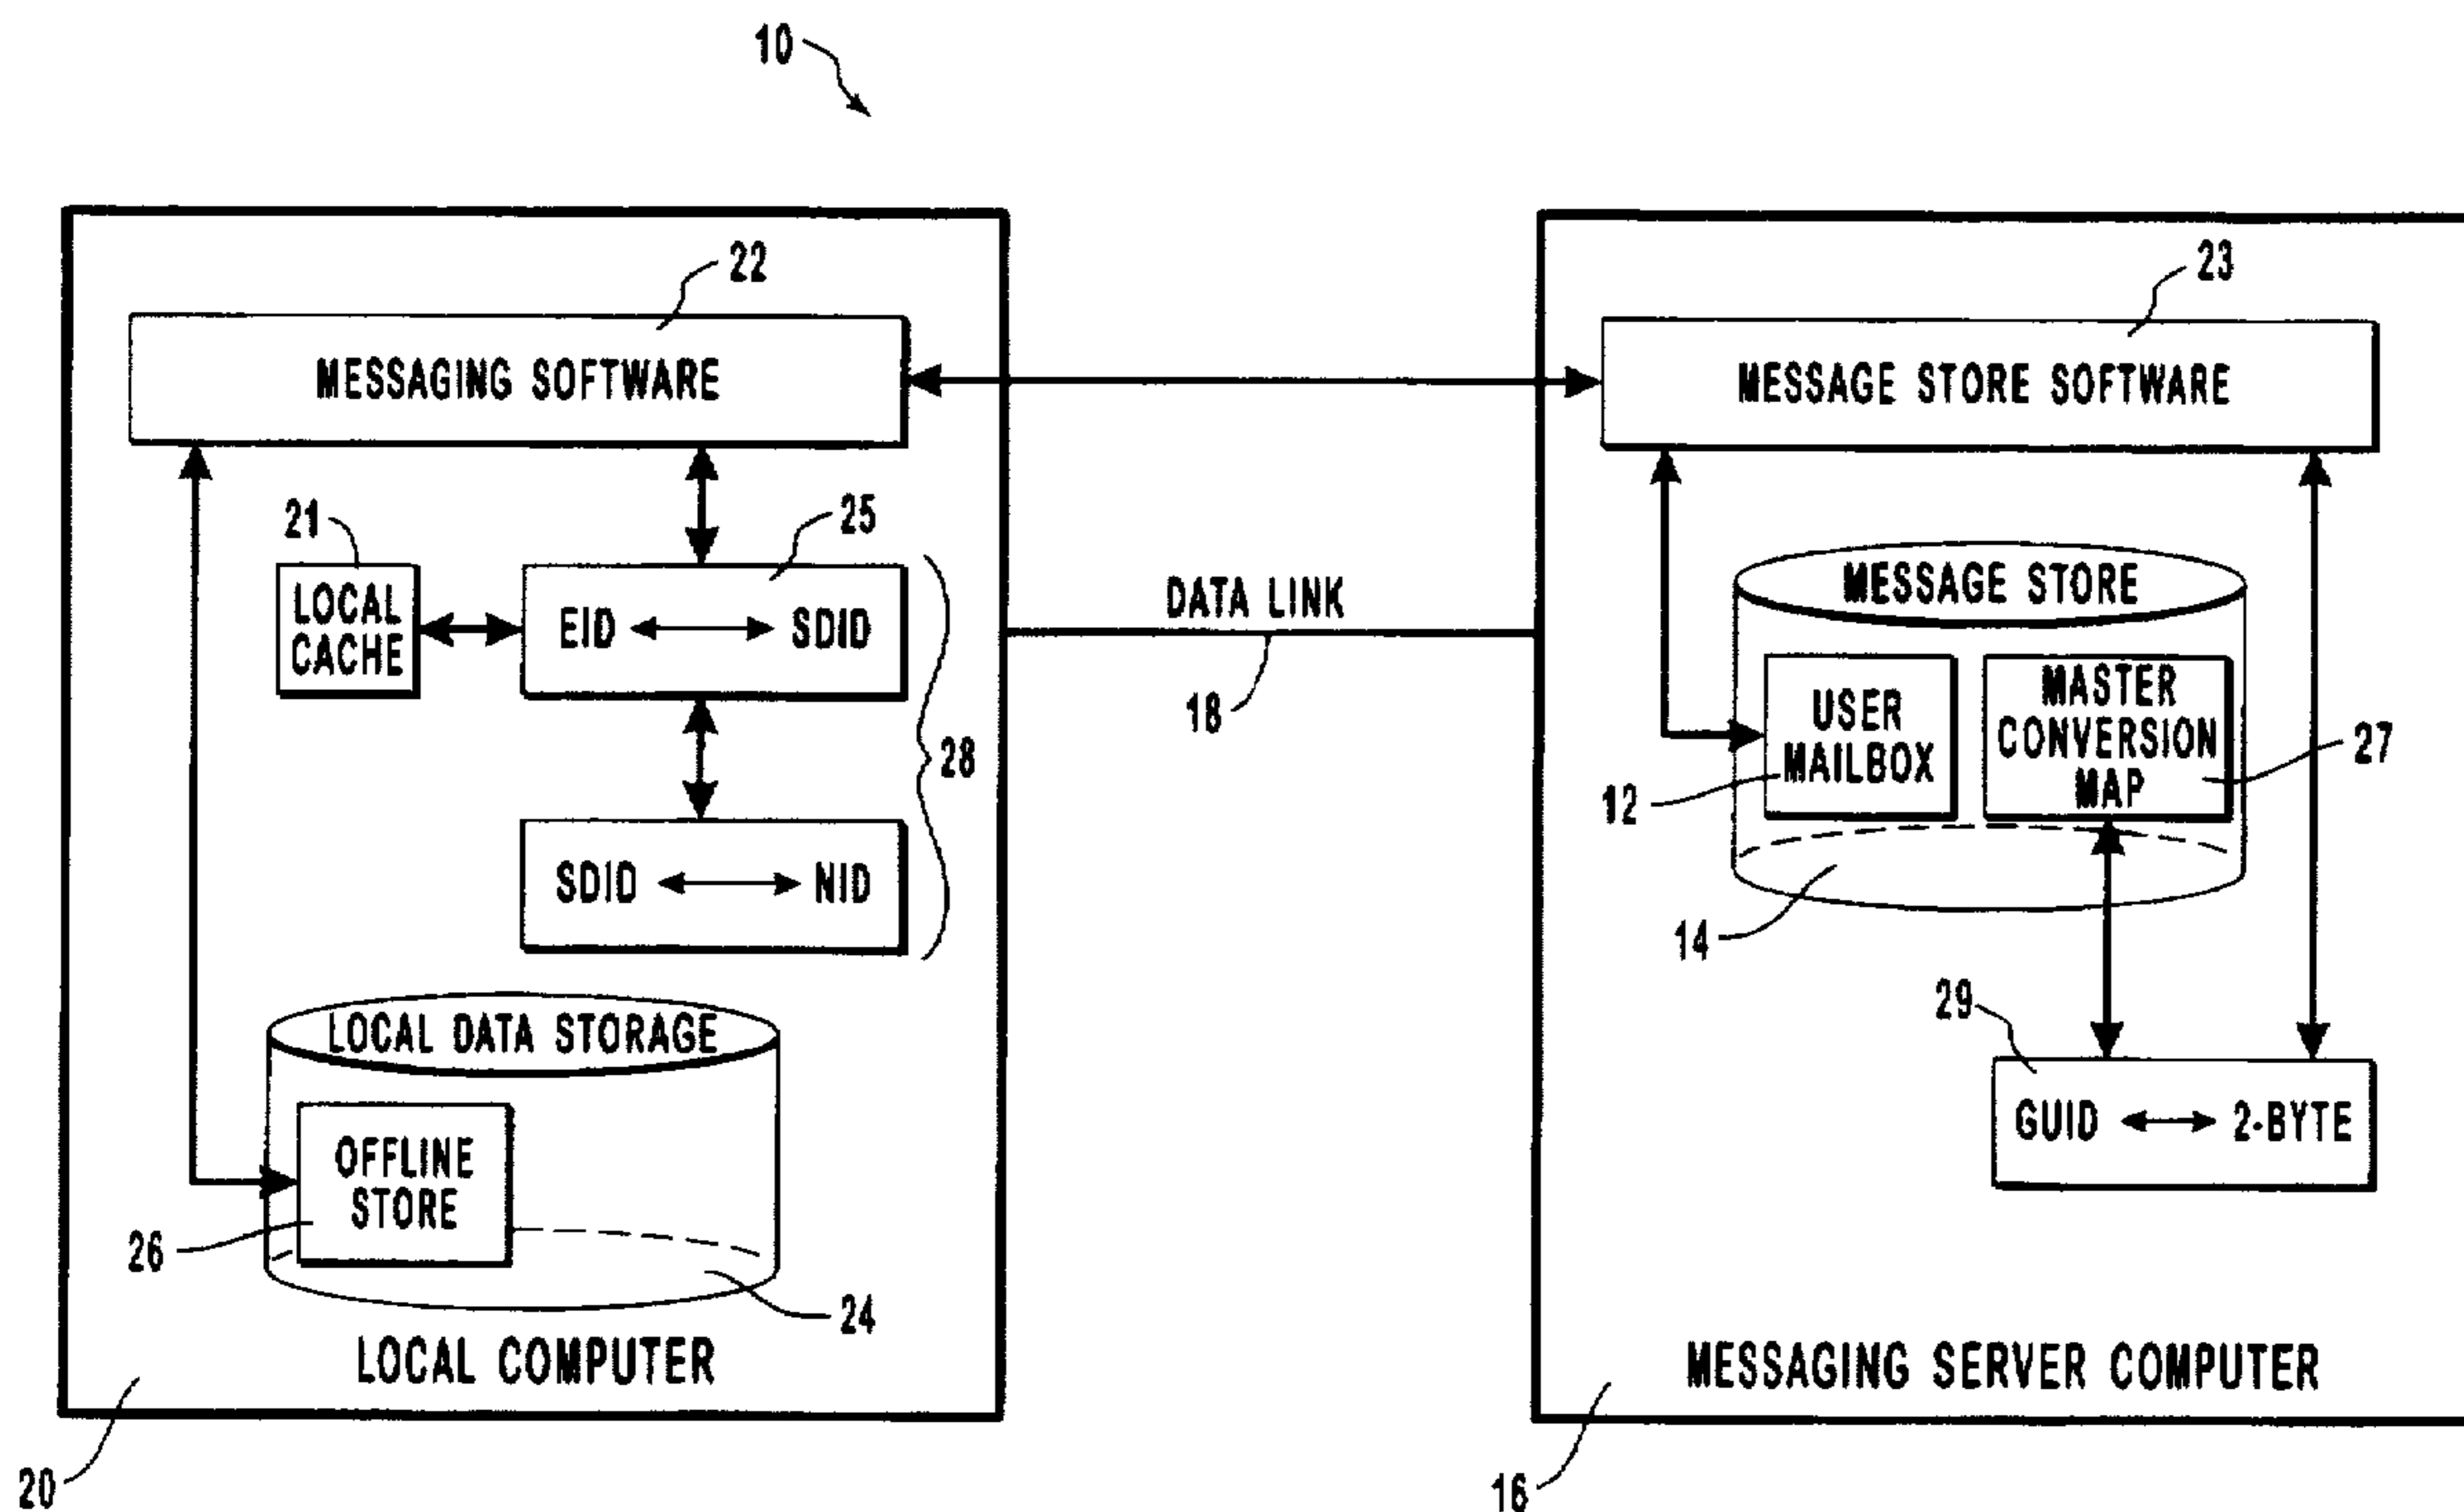 10
22
23
MESSAGING SOFTWARE
MESSAGE STORE SOFTWARE
21
25
LOCAL
CACHE
EID
SDID
28
SDID
NID
LOCAL DATA STORAGE
OFFLINE
STORE
26
24
LOCAL COMPUTER
20
DATA LINK
18
MESSAGE STORE
USER
MAILBOX
12
MASTER
CONVERSION
MAP
27
14
29
GUID
2-BYTE
MESSAGING SERVER COMPUTER
16